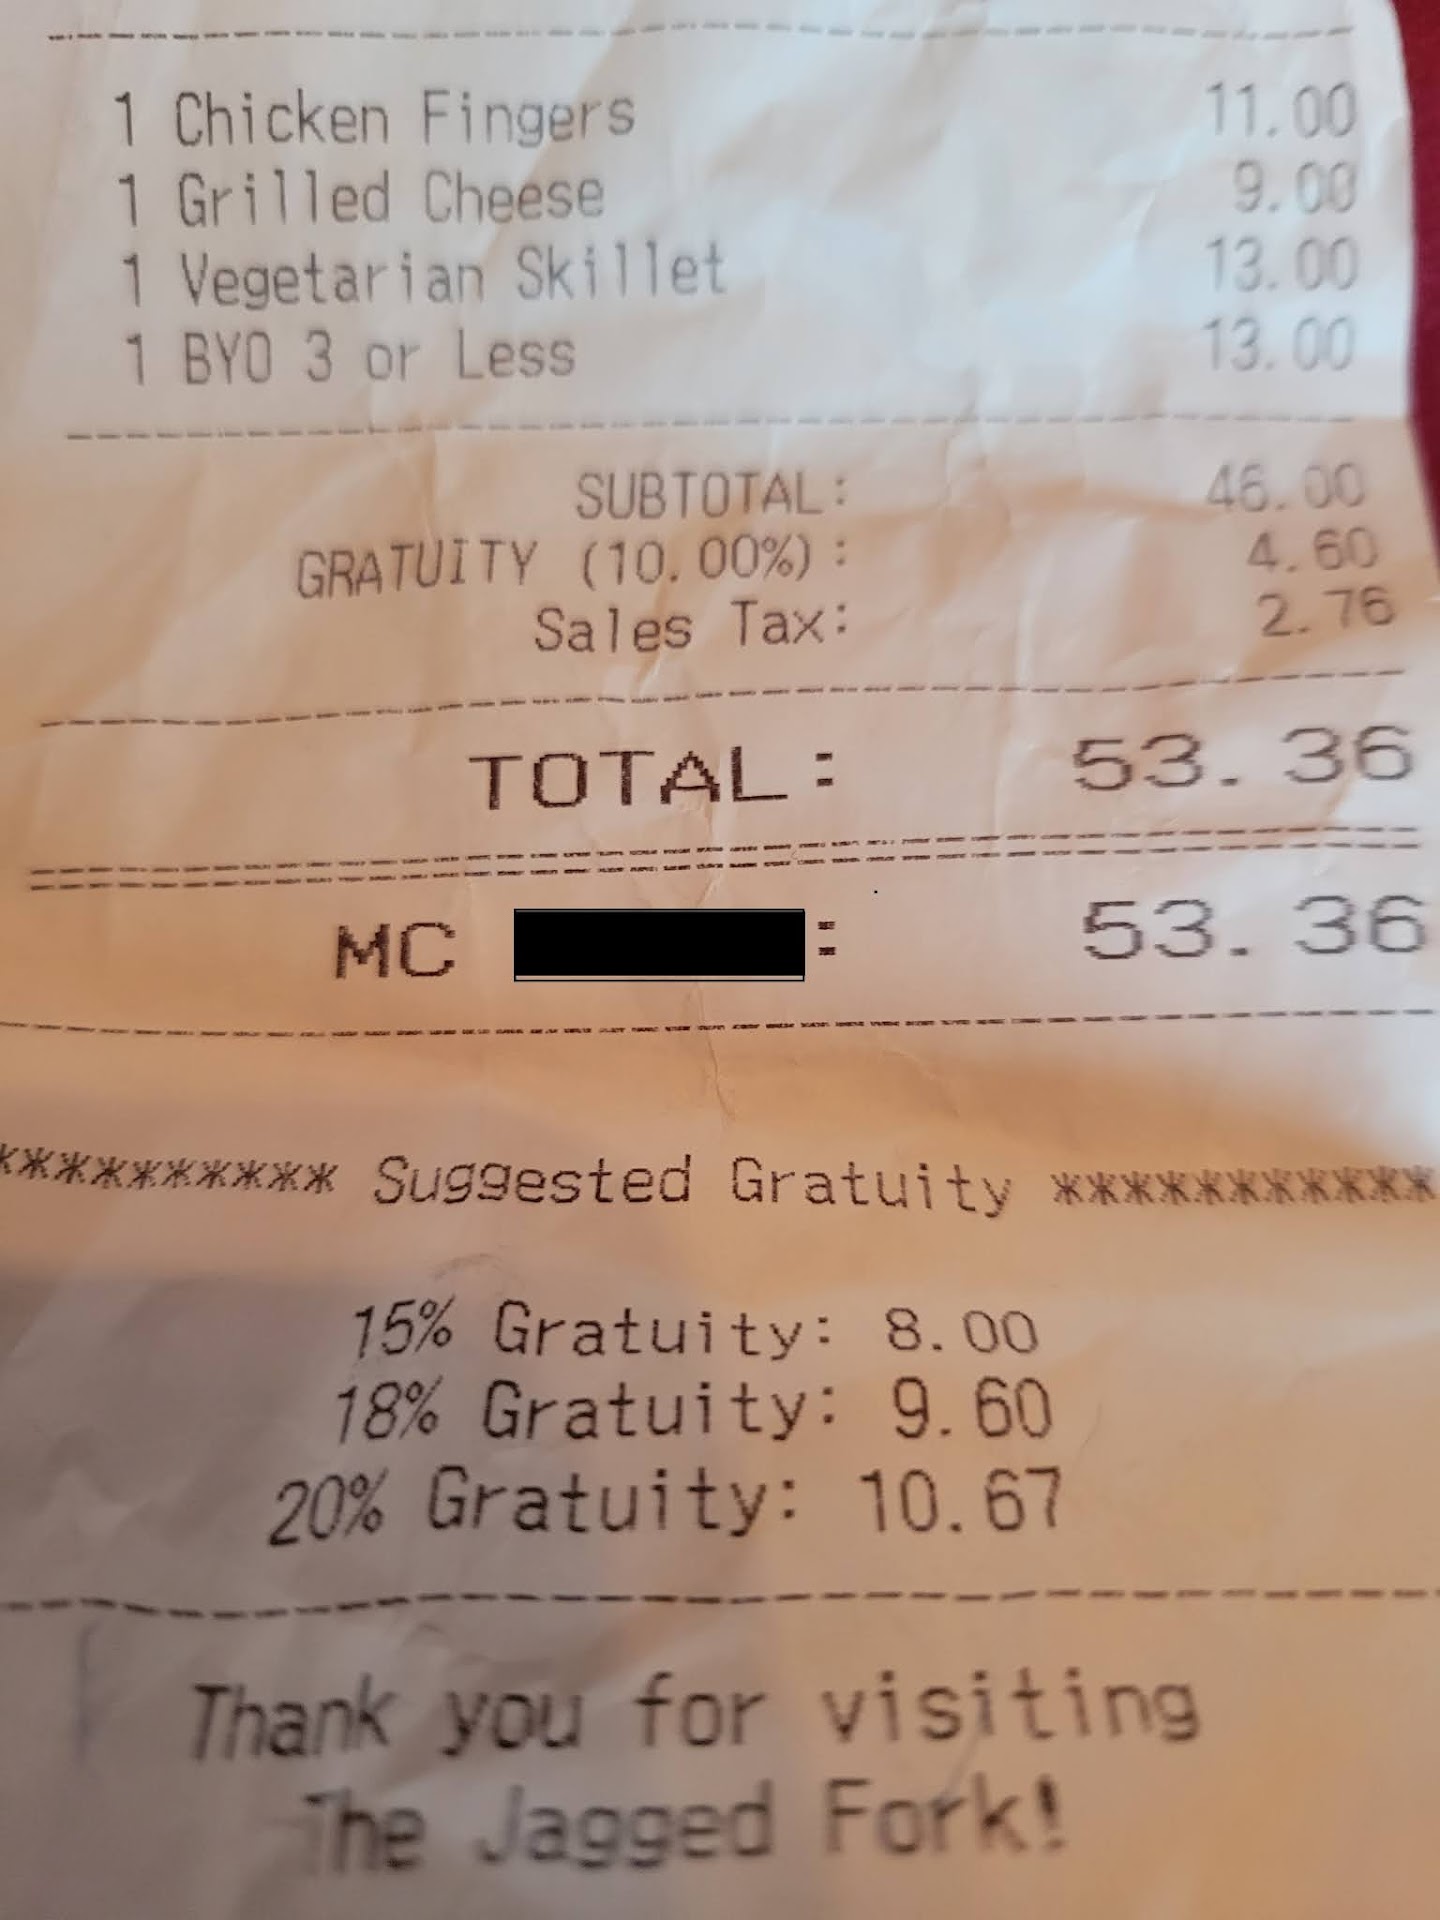 1 Chicken Fingers 11.00
1 Grilled Cheese 9.00
1 Vegetarian Skillet 13.00
1 BYO 3 or Less 13.00
SUBTOTAL: 46.00
GRATUITY (10.00%): 4.60
Sales Tax: 2.76
TOTAL: 53.36
MC : 53.36
********** Suggested Gratuity ***********
15% Gratuity: 8.00
18% Gratuity: 9.60
20% Gratuity: 10.67
Thank you for visiting
The Jagged Fork!